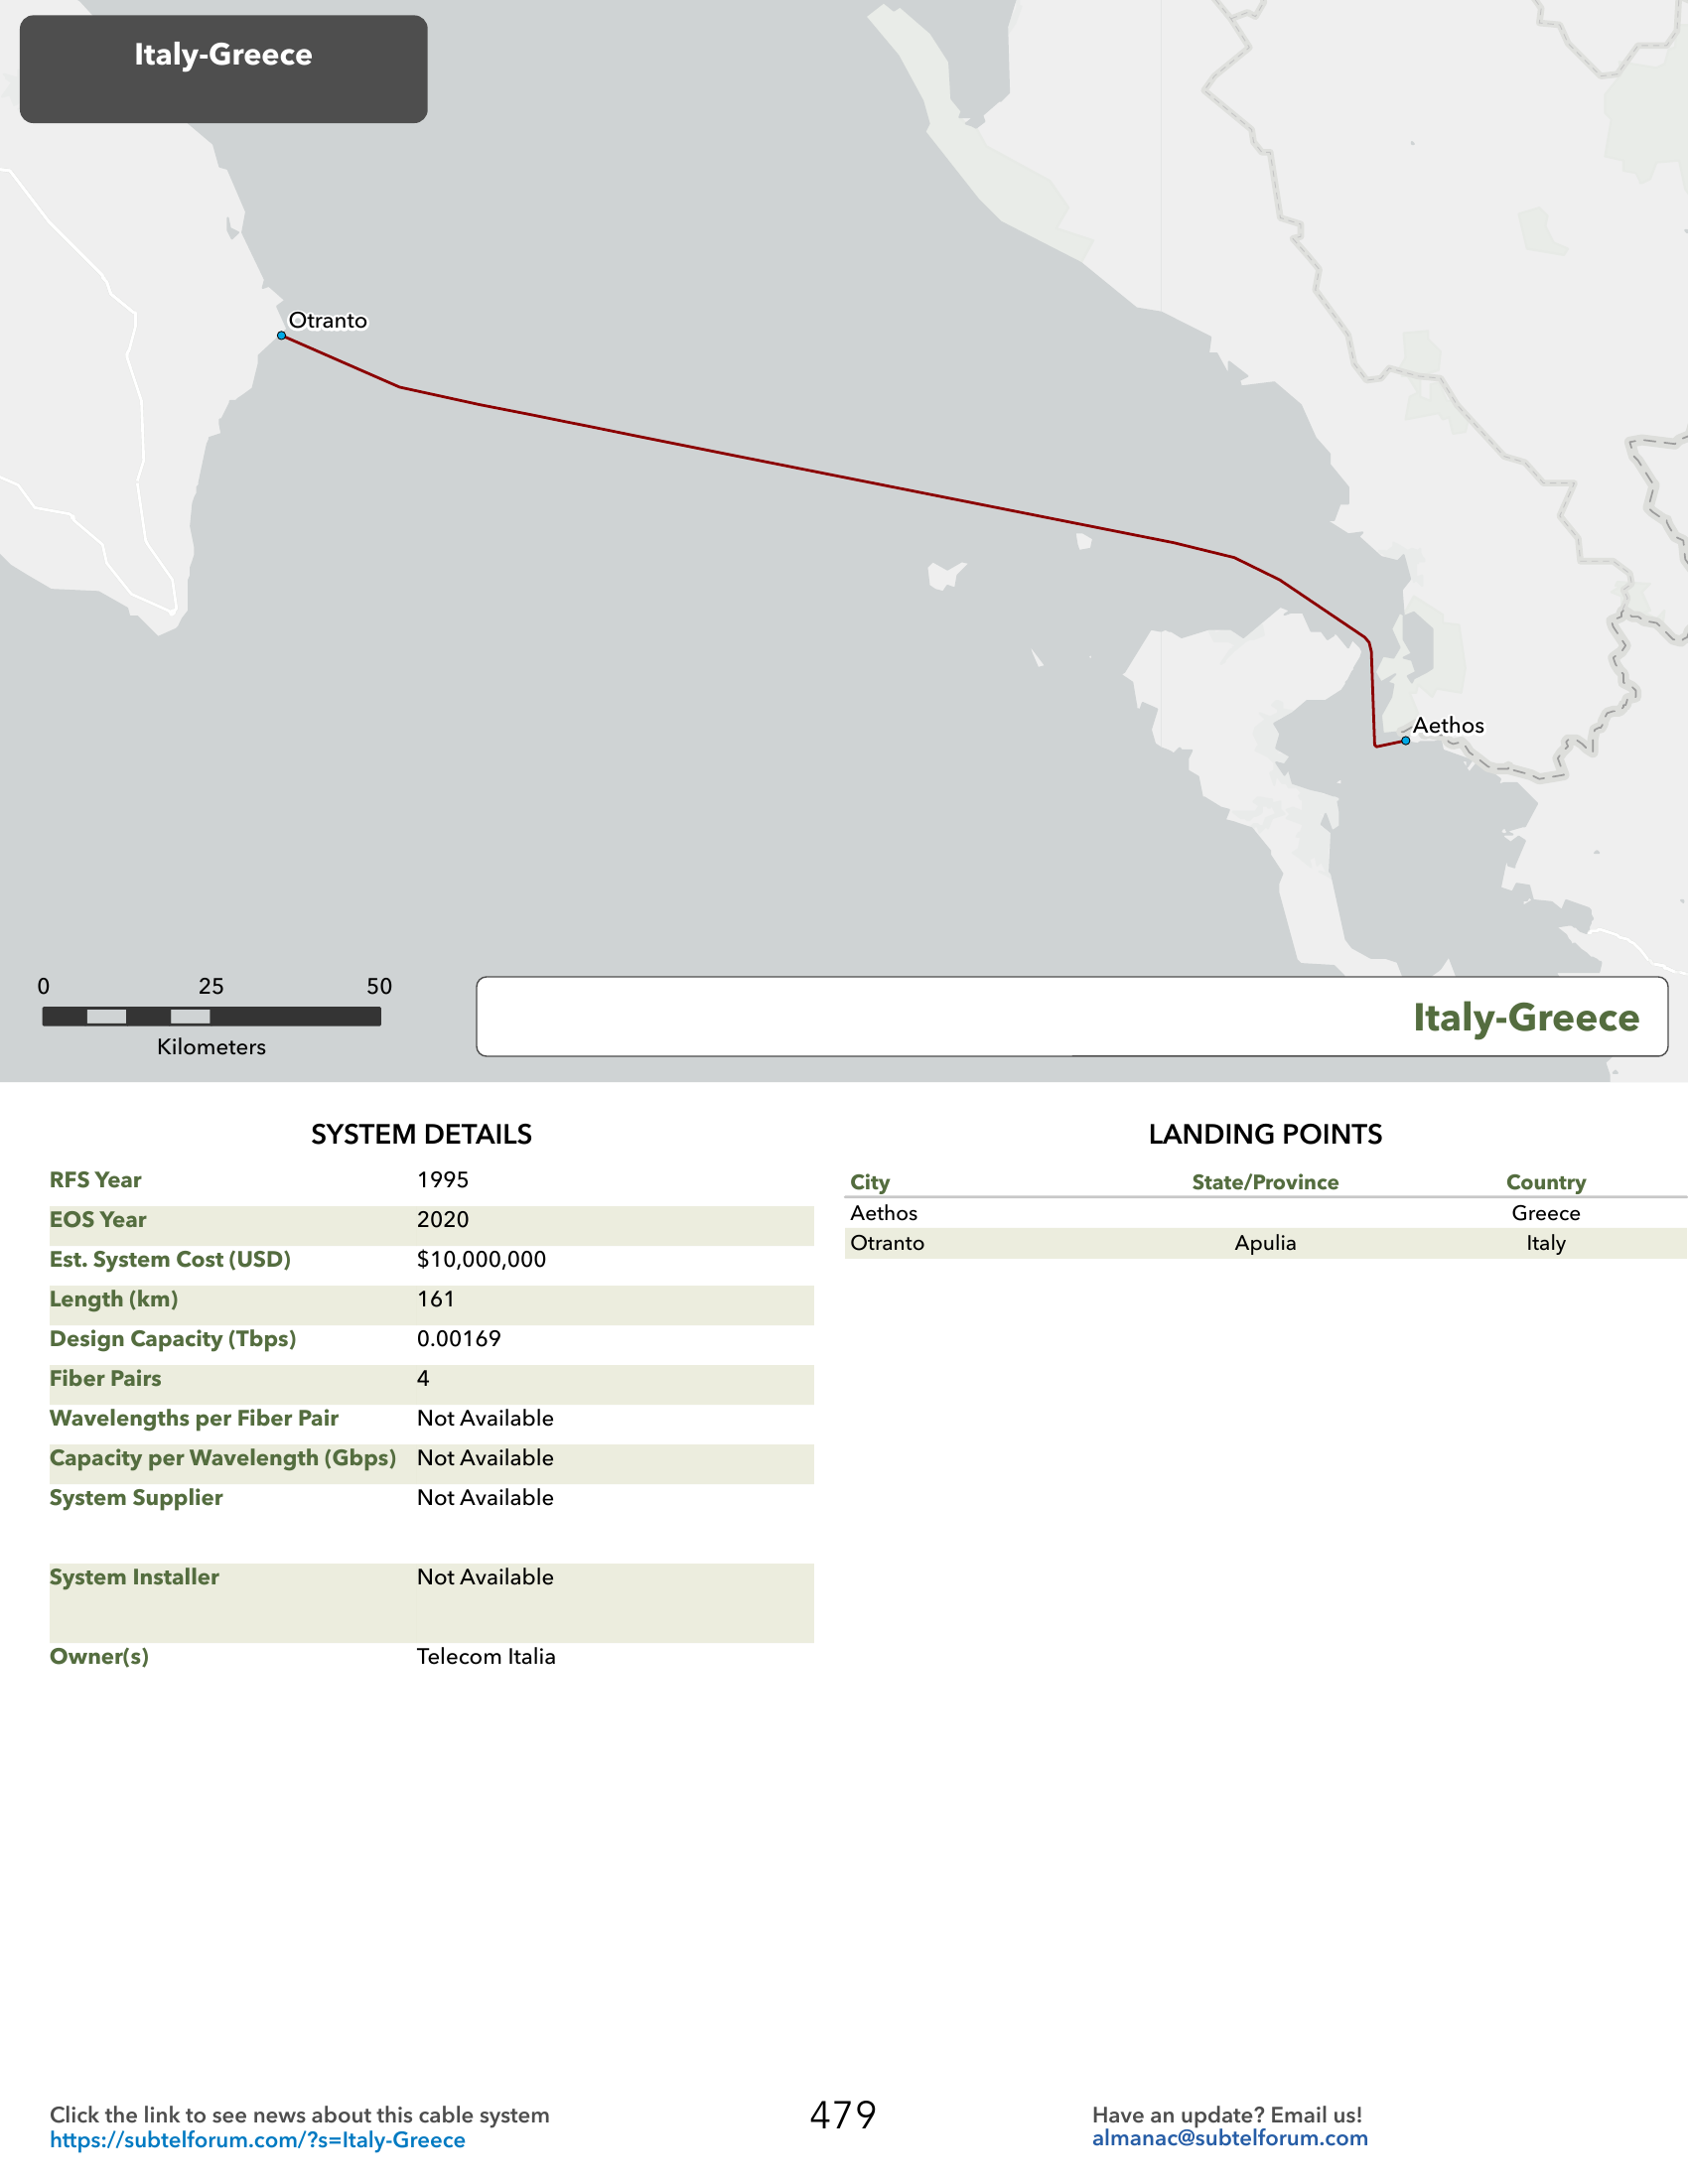 Italy-Greece
Otranto
Aethos
0 25 50
Kilometers
Italy-Greece
SYSTEM DETAILS
RFS Year 1995
EOS Year 2020
Est. System Cost (USD) $10,000,000
Length (km) 161
Design Capacity (Tbps) 0.00169
Fiber Pairs 4
Wavelengths per Fiber Pair Not Available
Capacity per Wavelength (Gbps) Not Available
System Supplier Not Available
System Installer Not Available
Owner(s) Telecom Italia
LANDING POINTS
City State/Province Country
Aethos Greece
Otranto Apulia Italy
Click the link to see news about this cable system
https://subtelforum.com/?s=Italy-Greece
479
Have an update? Email us!
almanac@subtelforum.com